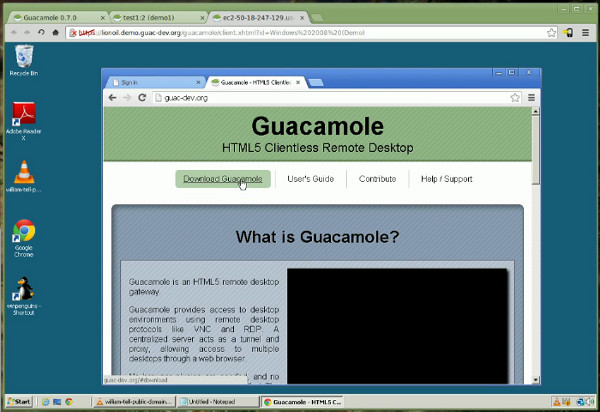 Guacamole 0.7.0
test1:2 (demo1)
ec2-50-18-247-129.us-
https://lionoil.demo.guac-dev.org/guacamole/client.xhtml?id=Windows%202008%20(Demo)
Recycle Bin
Sign in
Guacamole - HTML5 Clientless
guac-dev.org
Adobe Reader
X
Guacamole
HTML5 Clientless Remote Desktop
Download Guacamole
User's Guide
Contribute
Help / Support
william-tell-p...
Google
Chrome
What is Guacamole?
Guacamole is an HTML5 remote desktop
gateway.
Guacamole provides access to desktop
environments using remote desktop
protocols like VNC and RDP. A
centralized server acts as a tunnel and
proxy, allowing access to multiple
desktops through a web browser.
winpenguins -
Shortcut
guac-dev.org/#download
Start
william-tell-public-domain...
Untitled - Notepad
Guacamole - HTML5 C...